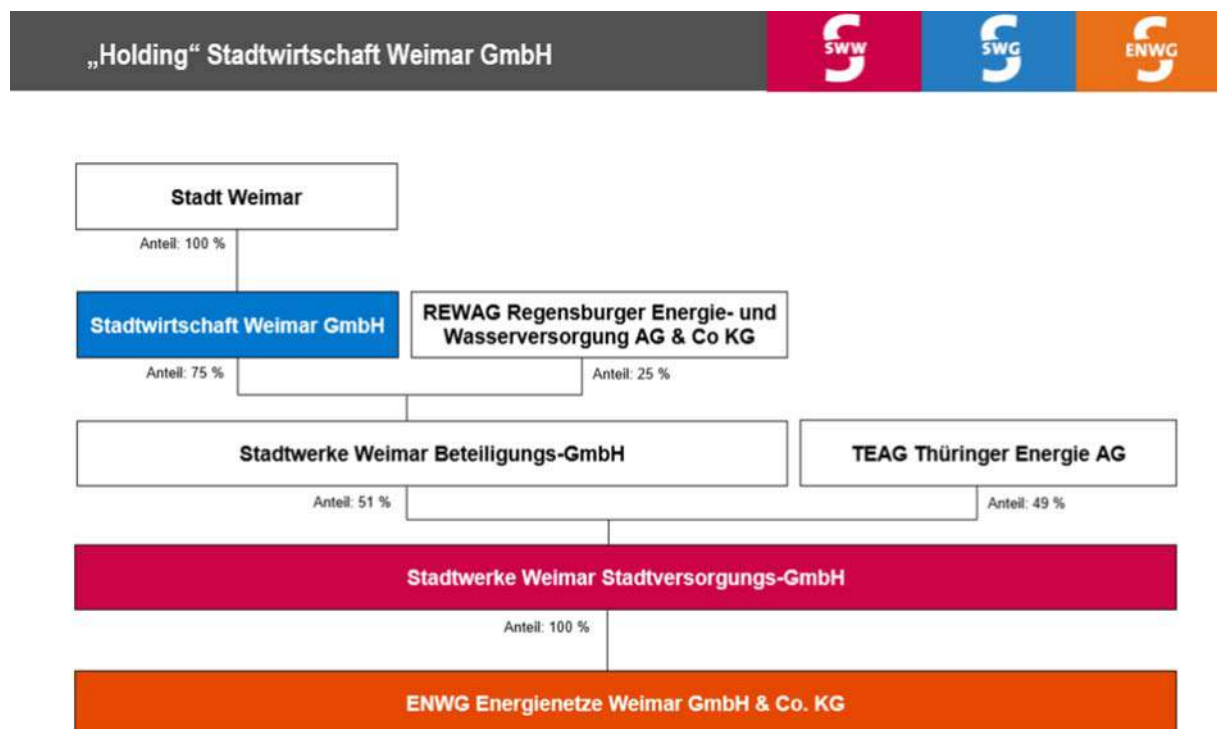 „Holding“ Stadtwirtschaft Weimar GmbH
SWW
SWG
ENWG
Stadt Weimar
Anteil: 100 %
Stadtwirtschaft Weimar GmbH
REWAG Regensburger Energie- und
Wasserversorgung AG & Co KG
Anteil: 75 %
Anteil: 25 %
Stadtwerke Weimar Beteiligungs-GmbH
TEAG Thüringer Energie AG
Anteil: 51 %
Anteil: 49 %
Stadtwerke Weimar Stadtversorgungs-GmbH
Anteil: 100 %
ENWG Energienetze Weimar GmbH & Co. KG